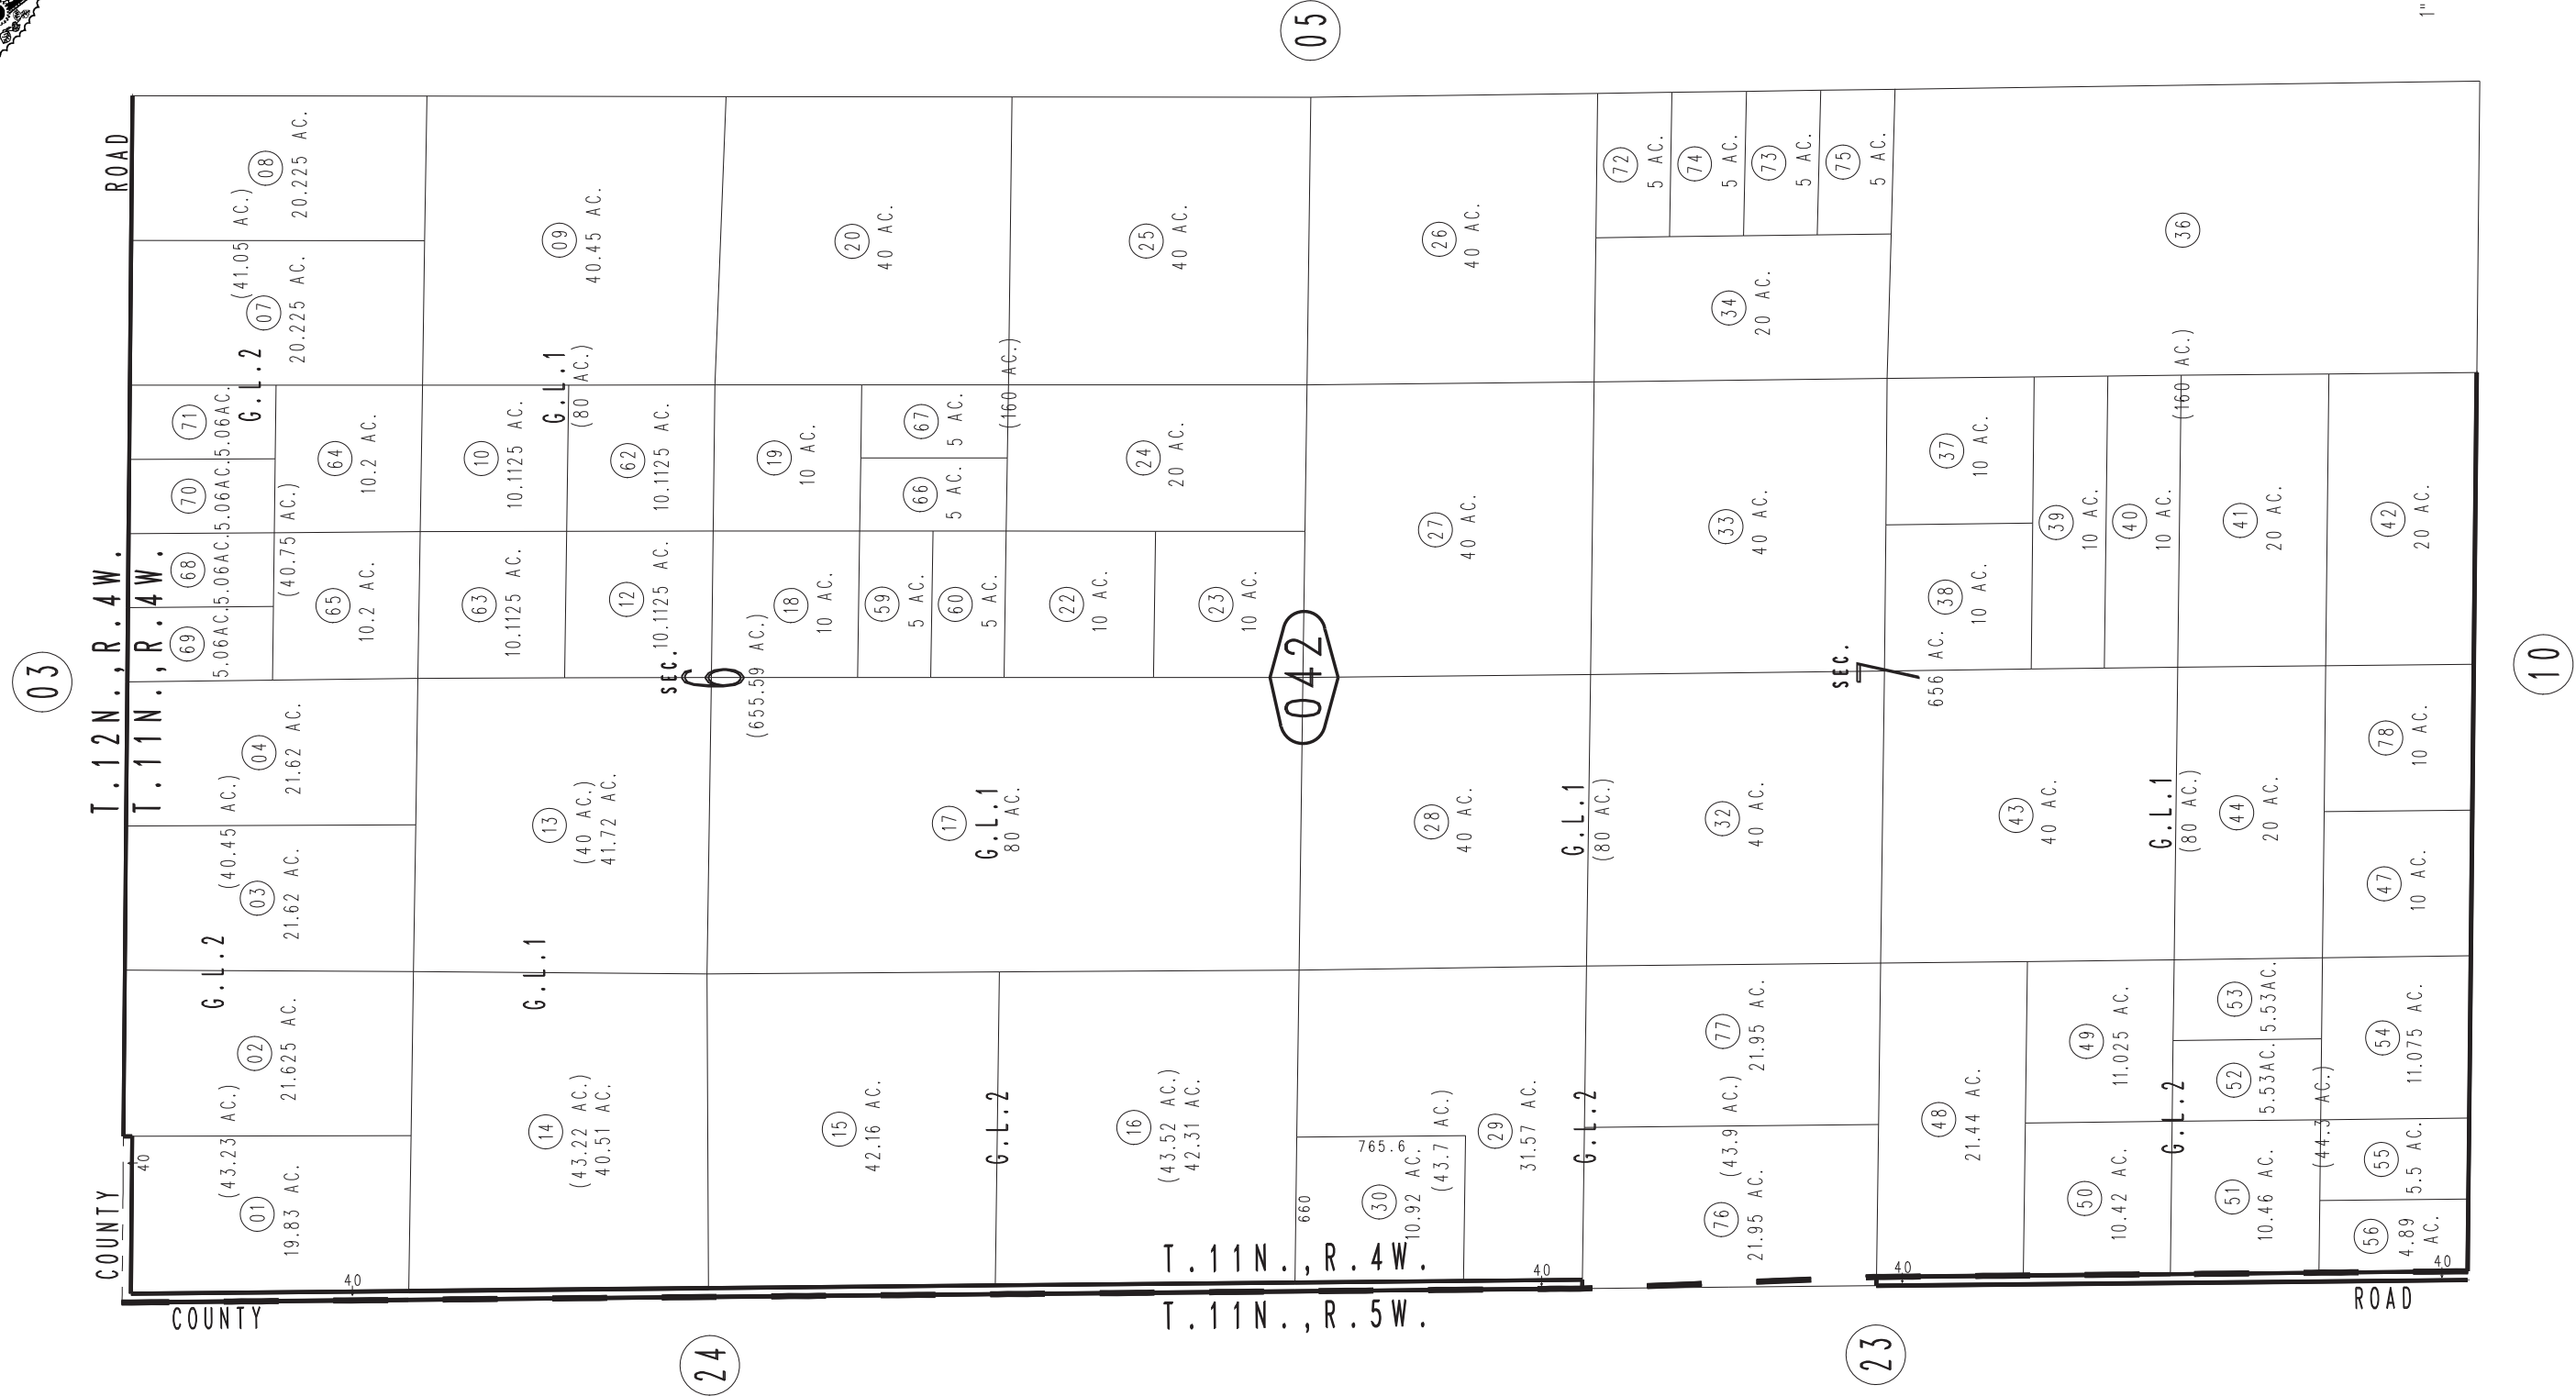 COUNTY
ROAD
03
05
T.12N.,R.4W.
T.11N.,R.4W.
40
01
19.83 AC.
(43.23 AC.)
02
21.625 AC.
G.L.2
03
21.62 AC.
(40.45 AC.)
04
21.62 AC.
69
5.06AC.
68
5.06AC.
70
5.06AC.
71
5.06AC.
G.L.2
65
10.2 AC.
(40.75 AC.)
64
10.2 AC.
07
20.225 AC.
(41.05 AC.)
08
20.225 AC.
40
14
(43.22 AC.)
40.51 AC.
G.L.1
13
(40 AC.)
41.72 AC.
63
10.1125 AC.
10
10.1125 AC.
G.L.1
(80 AC.)
09
40.45 AC.
12
10.1125 AC.
62
10.1125 AC.
SEC.
6
(655.59 AC.)
24
15
42.16 AC.
17
G.L.1
80 AC.
18
10 AC.
19
10 AC.
20
40 AC.
59
5 AC.
60
5 AC.
66
5 AC.
67
5 AC.
(160 AC.)
G.L.2
16
(43.52 AC.)
42.31 AC.
22
10 AC.
23
10 AC.
24
20 AC.
25
40 AC.
T.11N.,R.4W.
T.11N.,R.5W.
042
660
765.6
30
10.92 AC.
(43.7 AC.)
29
31.57 AC.
40
28
40 AC.
27
40 AC.
26
40 AC.
G.L.2
G.L.1
(80 AC.)
76
21.95 AC.
(43.9 AC.)
77
21.95 AC.
32
40 AC.
33
40 AC.
34
20 AC.
72
5 AC.
74
5 AC.
73
5 AC.
75
5 AC.
SEC.
7
656 AC.
23
40
48
21.44 AC.
43
40 AC.
38
10 AC.
37
10 AC.
39
10 AC.
40
10 AC.
36
(160 AC.)
50
10.42 AC.
49
11.025 AC.
G.L.2
G.L.1
(80 AC.)
51
10.46 AC.
52
5.53AC.
53
5.53AC.
44
20 AC.
41
20 AC.
(44.3 AC.)
56
4.89
AC.
55
5.5 AC.
54
11.075 AC.
47
10 AC.
78
10 AC.
42
20 AC.
40
COUNTY
ROAD
10
1"